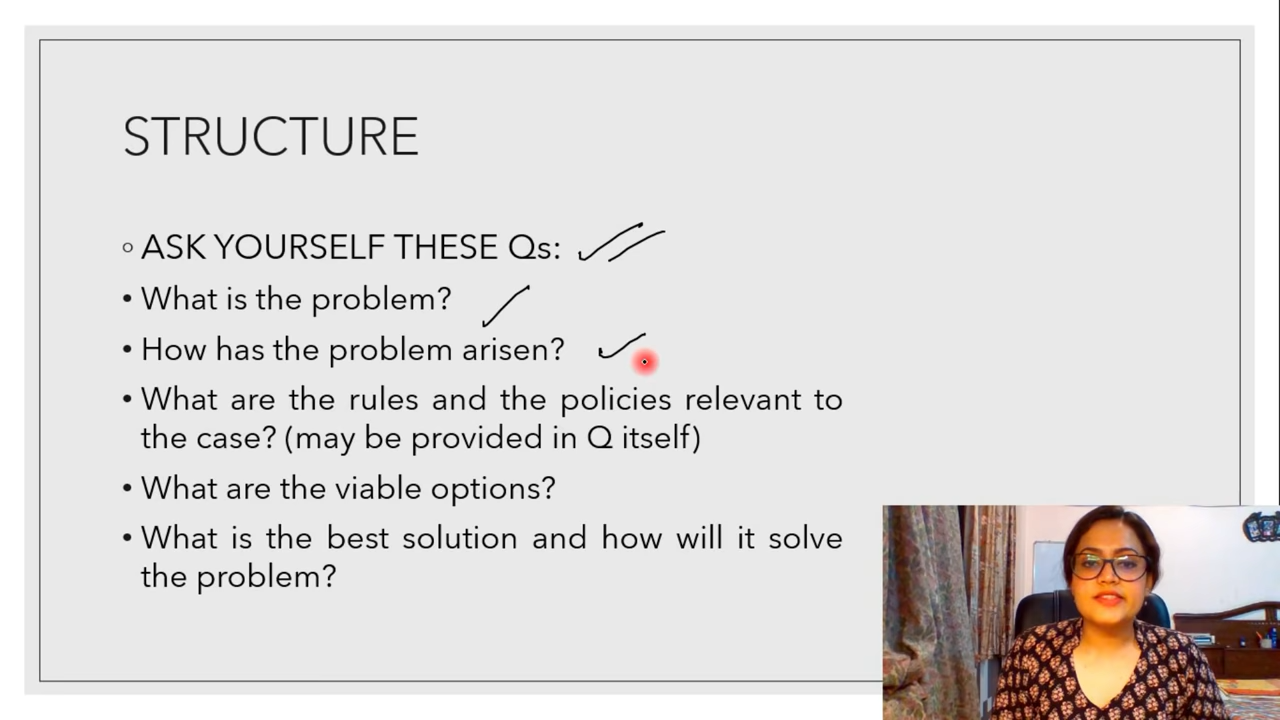 STRUCTURE
◦ ASK YOURSELF THESE Qs:
• What is the problem?
• How has the problem arisen?
• What are the rules and the policies relevant to
the case? (may be provided in Q itself)
• What are the viable options?
• What is the best solution and how will it solve
the problem?